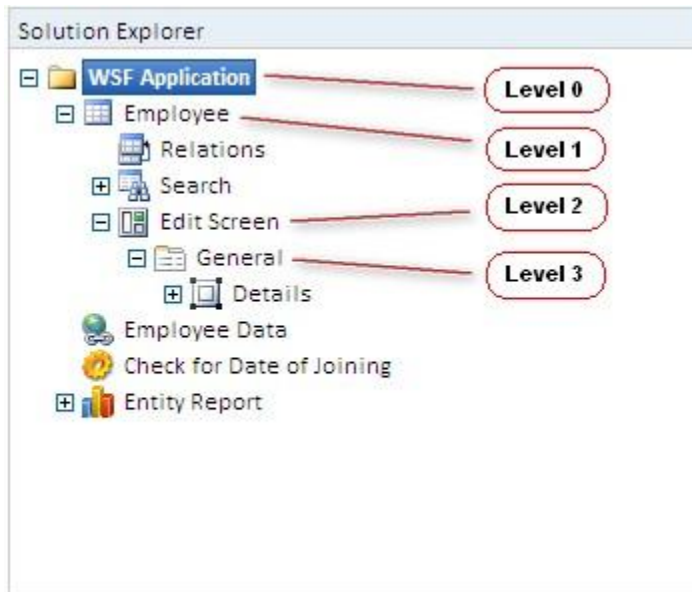 Solution Explorer
WSF Application
Level 0
Employee
Level 1
Relations
Search
Level 2
Edit Screen
General
Level 3
Details
Employee Data
Check for Date of Joining
Entity Report